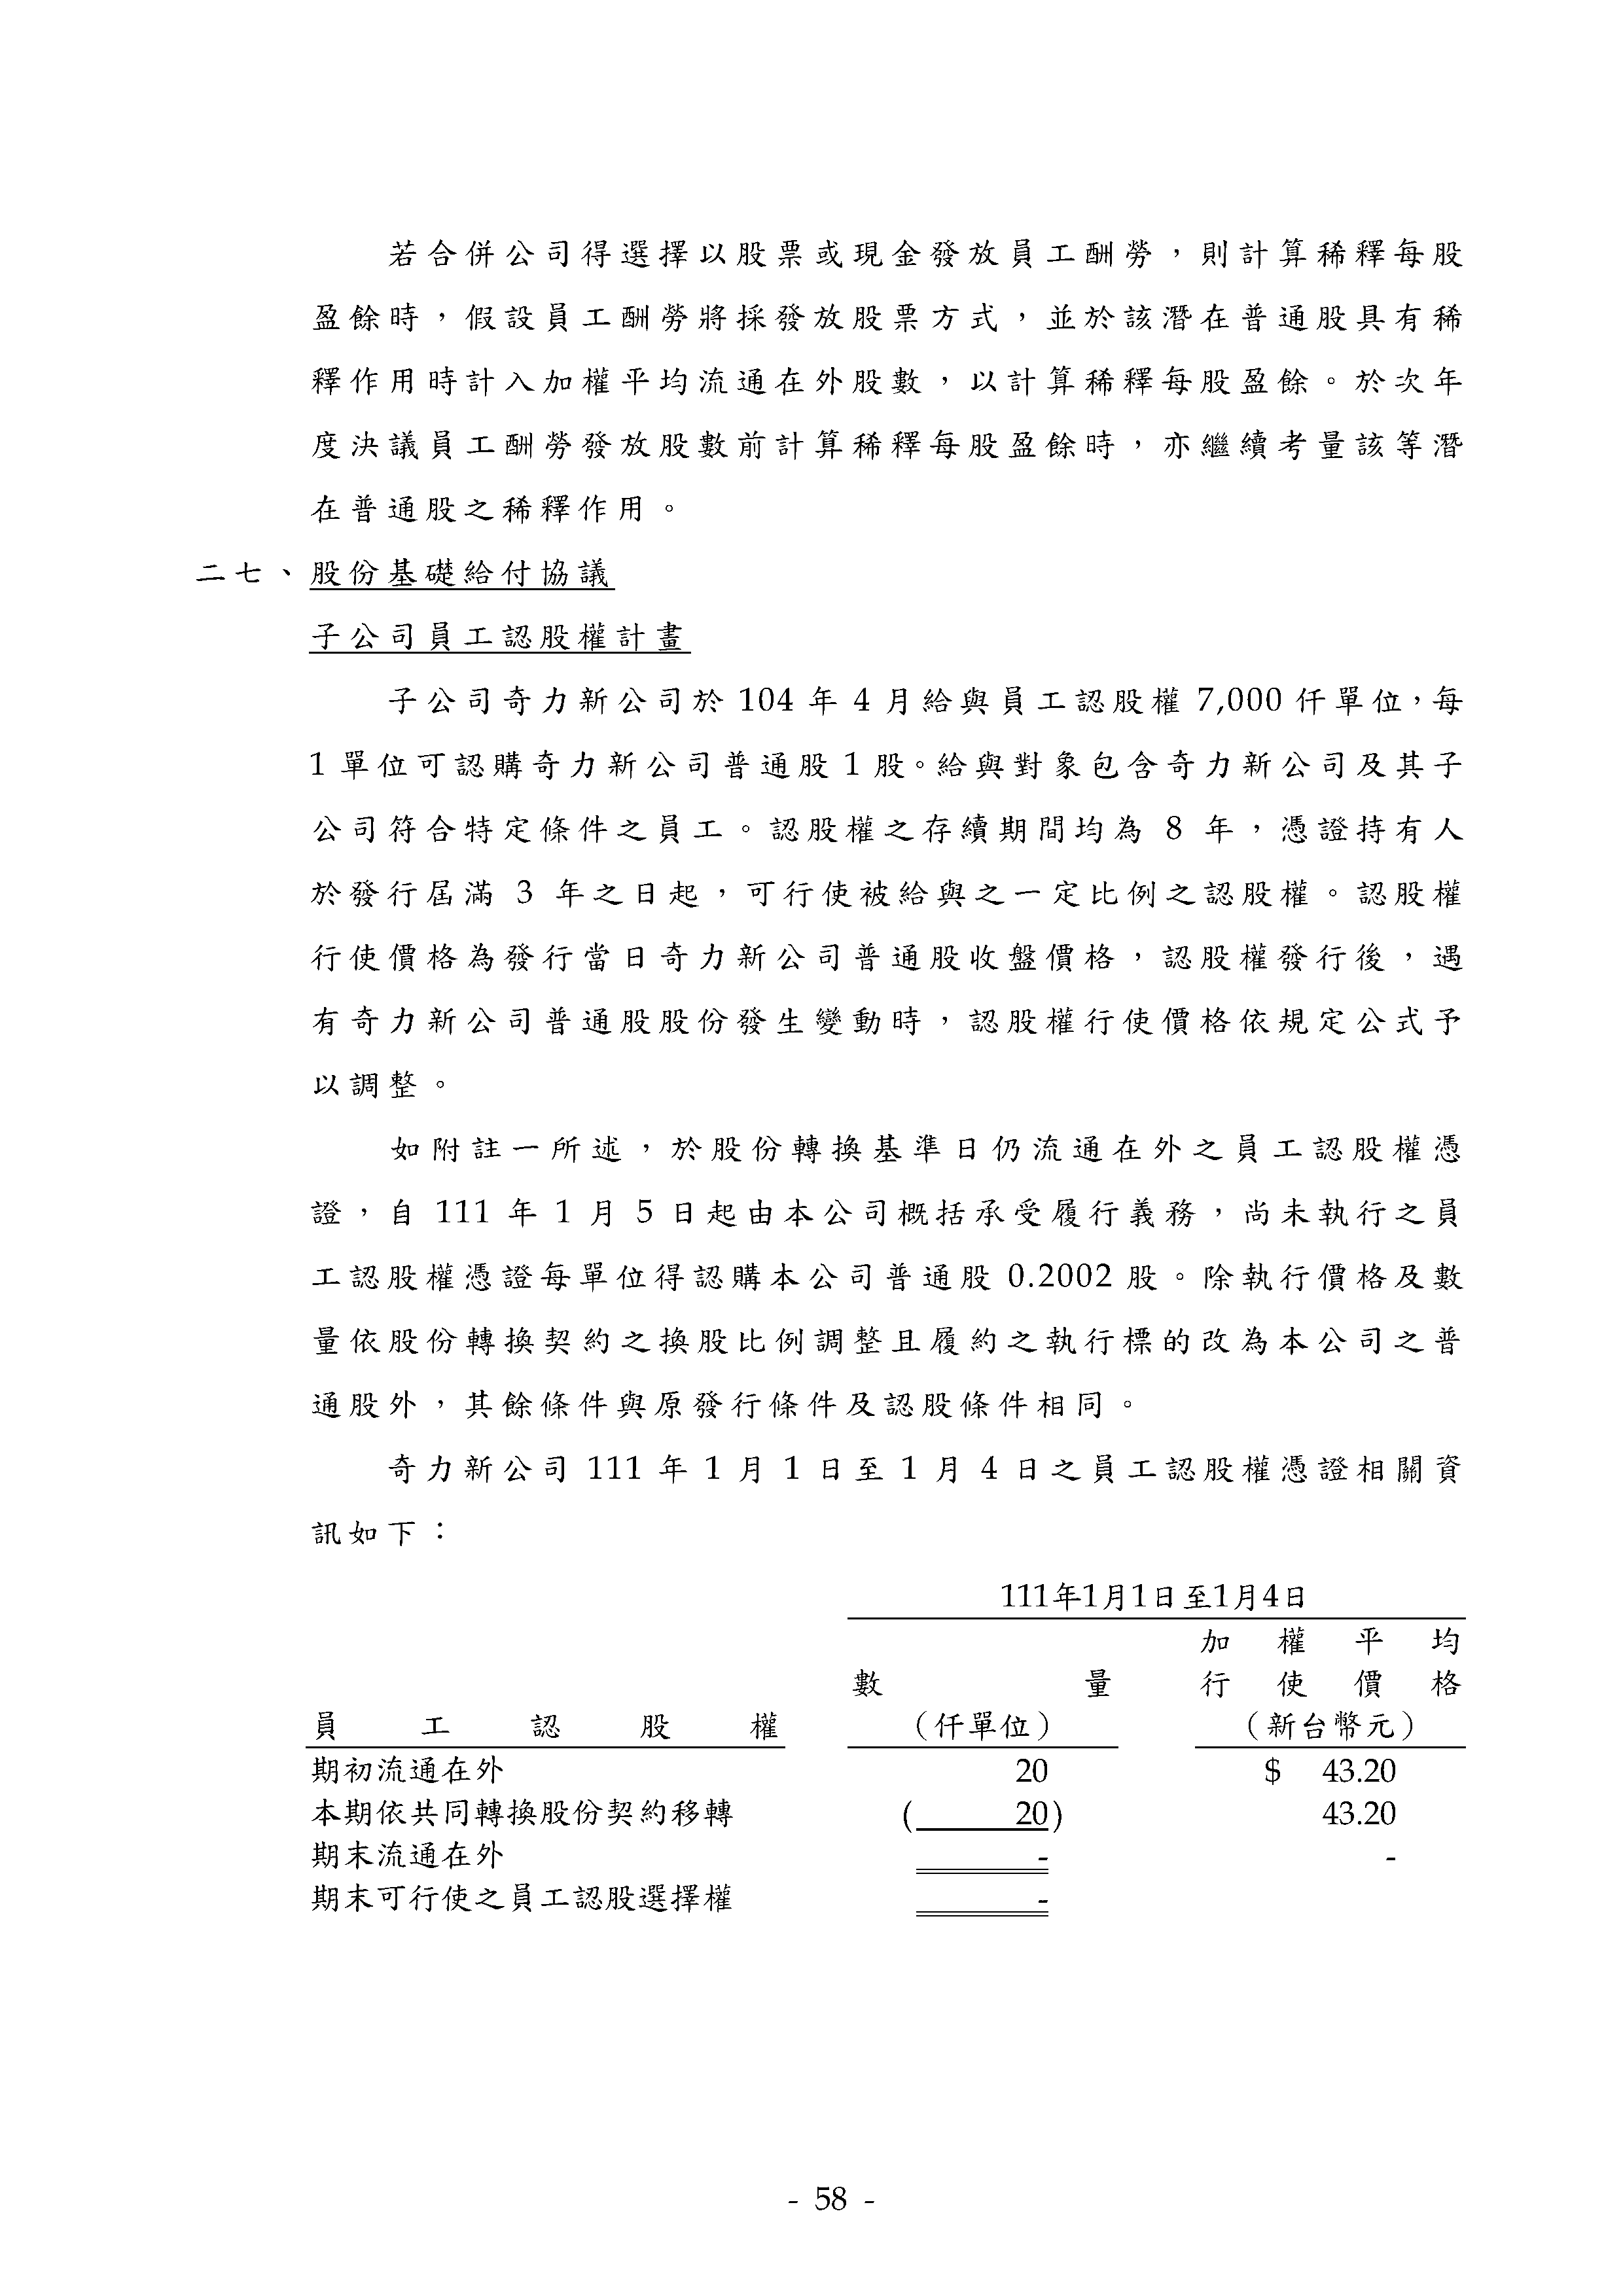 若合併公司得選擇以股票或現金發放員工酬勞，則計算稀釋每股
盈餘時，假設員工酬勞將採發放股票方式，並於該潛在普通股具有稀
釋作用時計入加權平均流通在外股數，以計算稀釋每股盈餘。於次年
度決議員工酬勞發放股數前計算稀釋每股盈餘時，亦繼續考量該等潛
在普通股之稀釋作用。
二七、股份基礎給付協議
子公司員工認股權計畫
子公司奇力新公司於 104 年 4 月給與員工認股權 7,000 仟單位，每
1 單位可認購奇力新公司普通股 1 股。給與對象包含奇力新公司及其子
公司符合特定條件之員工。認股權之存續期間均為 8 年，憑證持有人
於發行屆滿 3 年之日起，可行使被給與之一定比例之認股權。認股權
行使價格為發行當日奇力新公司普通股收盤價格，認股權發行後，遇
有奇力新公司普通股股份發生變動時，認股權行使價格依規定公式予
以調整。
如附註一所述，於股份轉換基準日仍流通在外之員工認股權憑
證，自 111 年 1 月 5 日起由本公司概括承受履行義務，尚未執行之員
工認股權憑證每單位得認購本公司普通股 0.2002 股。除執行價格及數
量依股份轉換契約之換股比例調整且履約之執行標的改為本公司之普
通股外，其餘條件與原發行條件及認股條件相同。
奇力新公司 111 年 1 月 1 日至 1 月 4 日之員工認股權憑證相關資
訊如下：
111年1月1日至1月4日
加權平均
數量 行使價格
員工認股權 （仟單位） （新台幣元）
期初流通在外 20 $ 43.20
本期依共同轉換股份契約移轉 ( 20) 43.20
期末流通在外 - -
期末可行使之員工認股選擇權 -
- 58 -